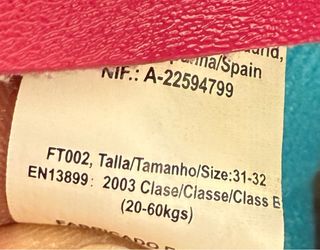 NIF.: A-22594799
FT002, Talla/Tamanho/Size:31-32
EN13899: 2003 Clase/Classe/Class E
(20-60kgs)